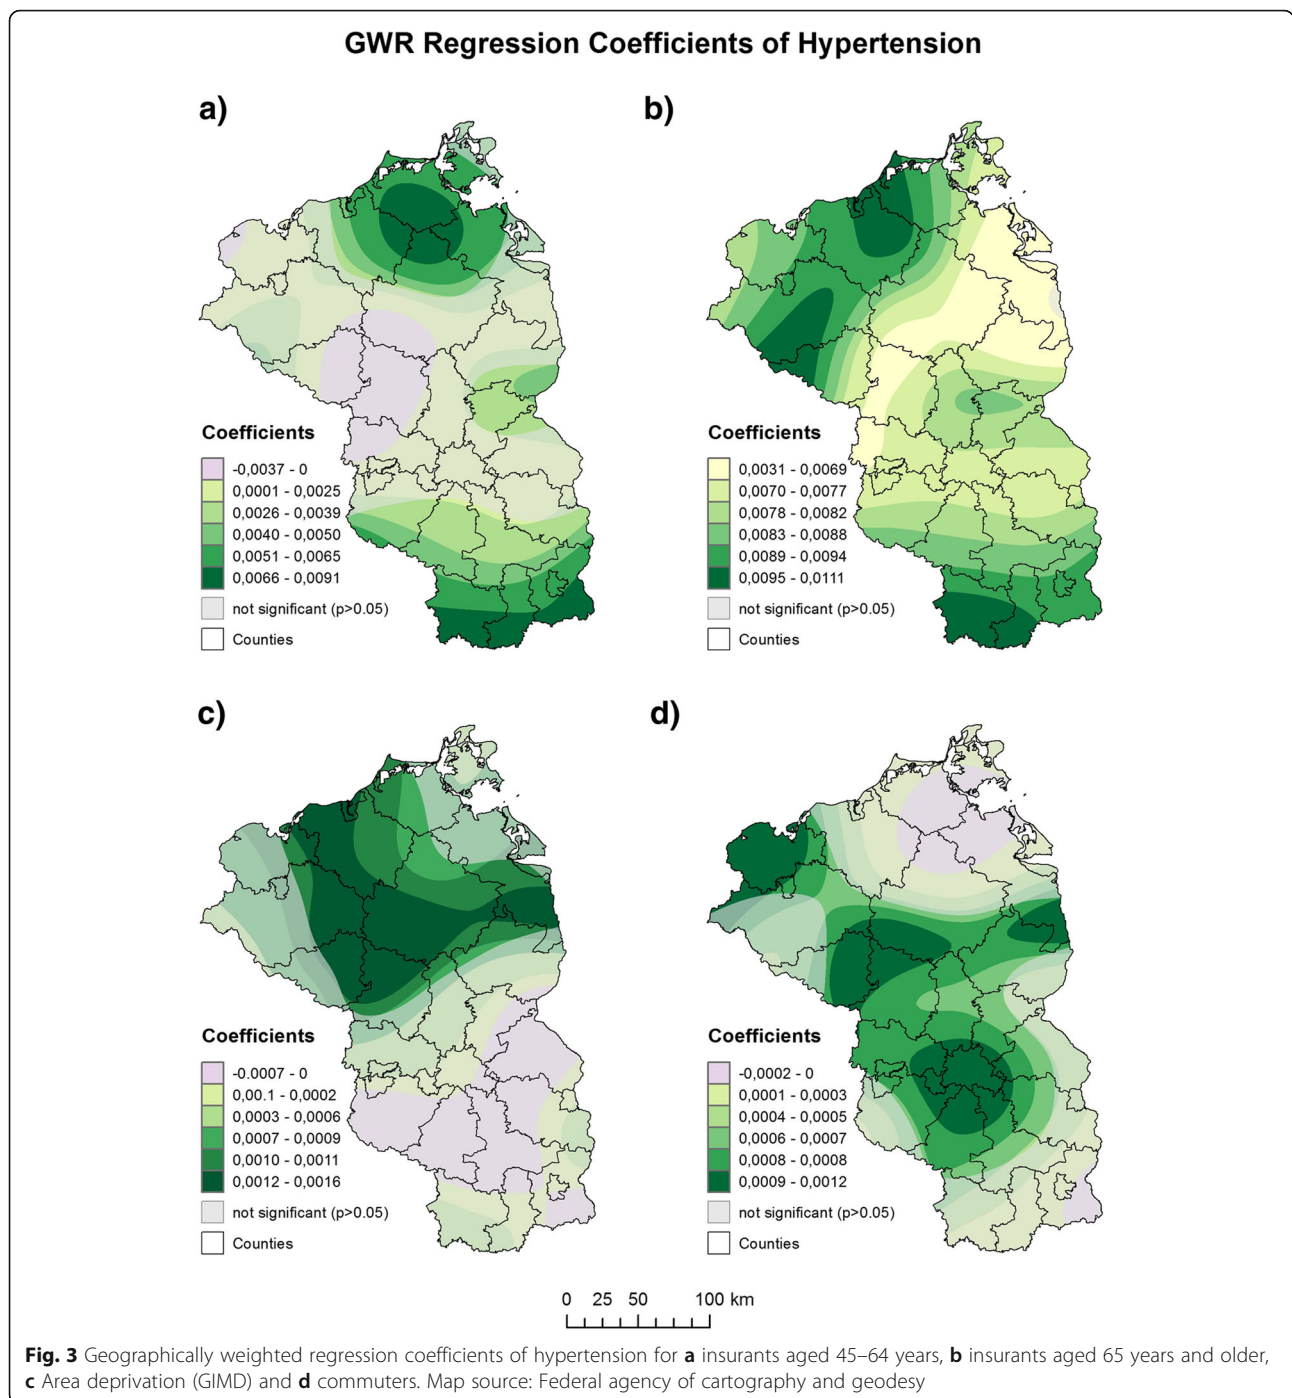 GWR Regression Coefficients of Hypertension
a)
Coefficients
-0,0037 - 0
0,0001 - 0,0025
0,0026 - 0,0039
0,0040 - 0,0050
0,0051 - 0,0065
0,0066 - 0,0091
not significant (p>0.05)
Counties
b)
Coefficients
0,0031 - 0,0069
0,0070 - 0,0077
0,0078 - 0,0082
0,0083 - 0,0088
0,0089 - 0,0094
0,0095 - 0,0111
not significant (p>0.05)
Counties
c)
Coefficients
-0.0007 - 0
0,00.1 - 0,0002
0,0003 - 0,0006
0,0007 - 0,0009
0,0010 - 0,0011
0,0012 - 0,0016
not significant (p>0.05)
Counties
d)
Coefficients
-0,0002 - 0
0,0001 - 0,0003
0,0004 - 0,0005
0,0006 - 0,0007
0,0008 - 0,0008
0,0009 - 0,0012
not significant (p>0.05)
Counties
0 25 50 100 km
Fig. 3 Geographically weighted regression coefficients of hypertension for a insurants aged 45–64 years, b insurants aged 65 years and older,
c Area deprivation (GIMD) and d commuters. Map source: Federal agency of cartography and geodesy